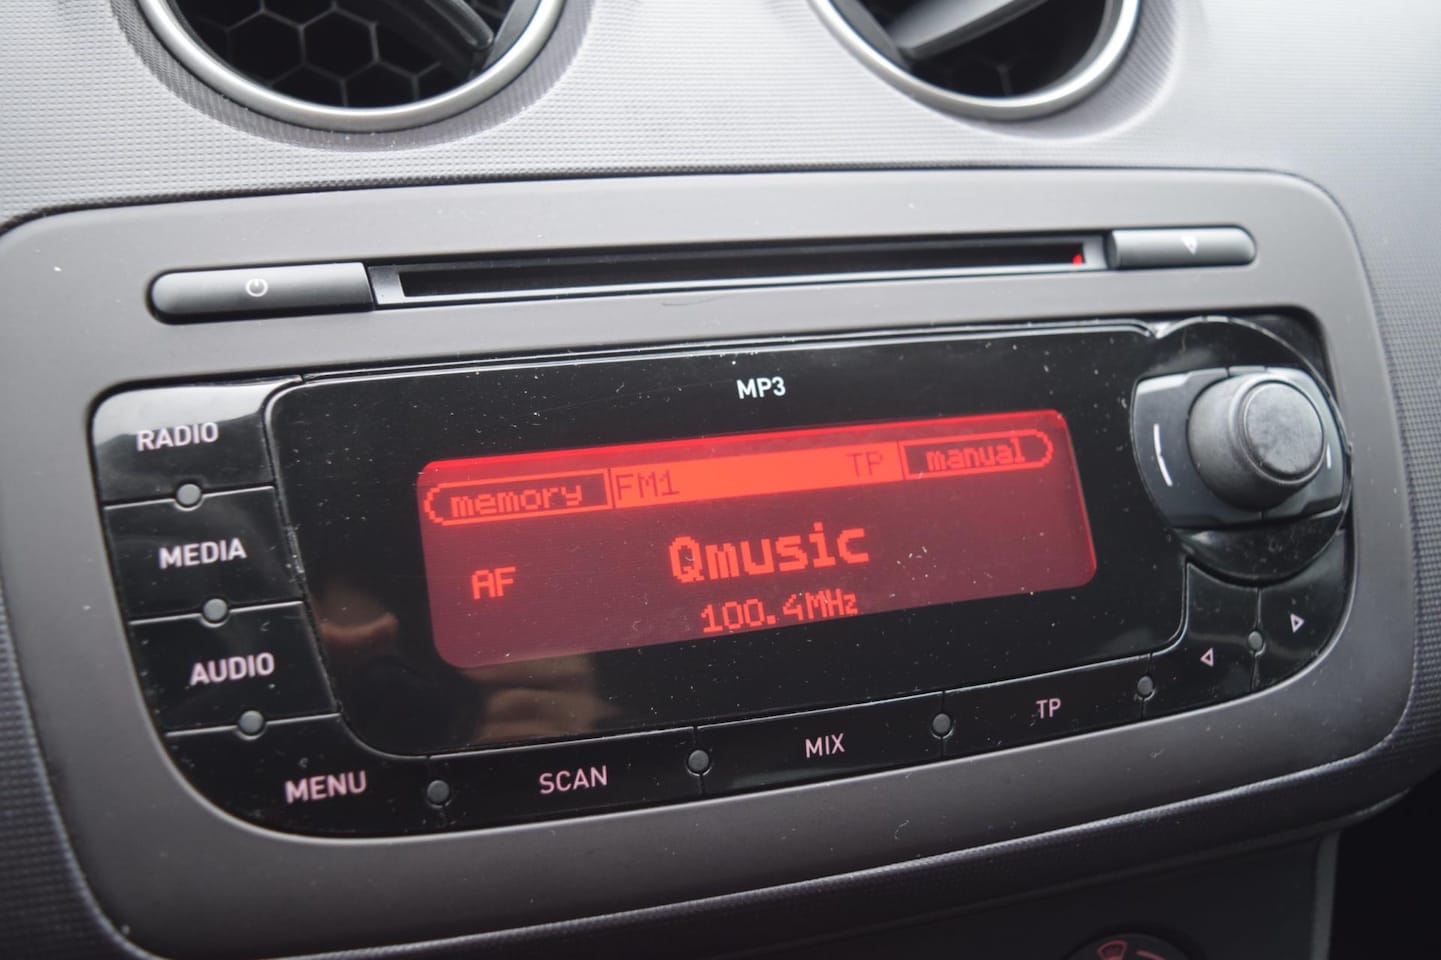 MP3
RADIO
MEDIA
AUDIO
MENU
memory FM1 TP manual
Qmusic
AF
100.4MHz
SCAN MIX TP